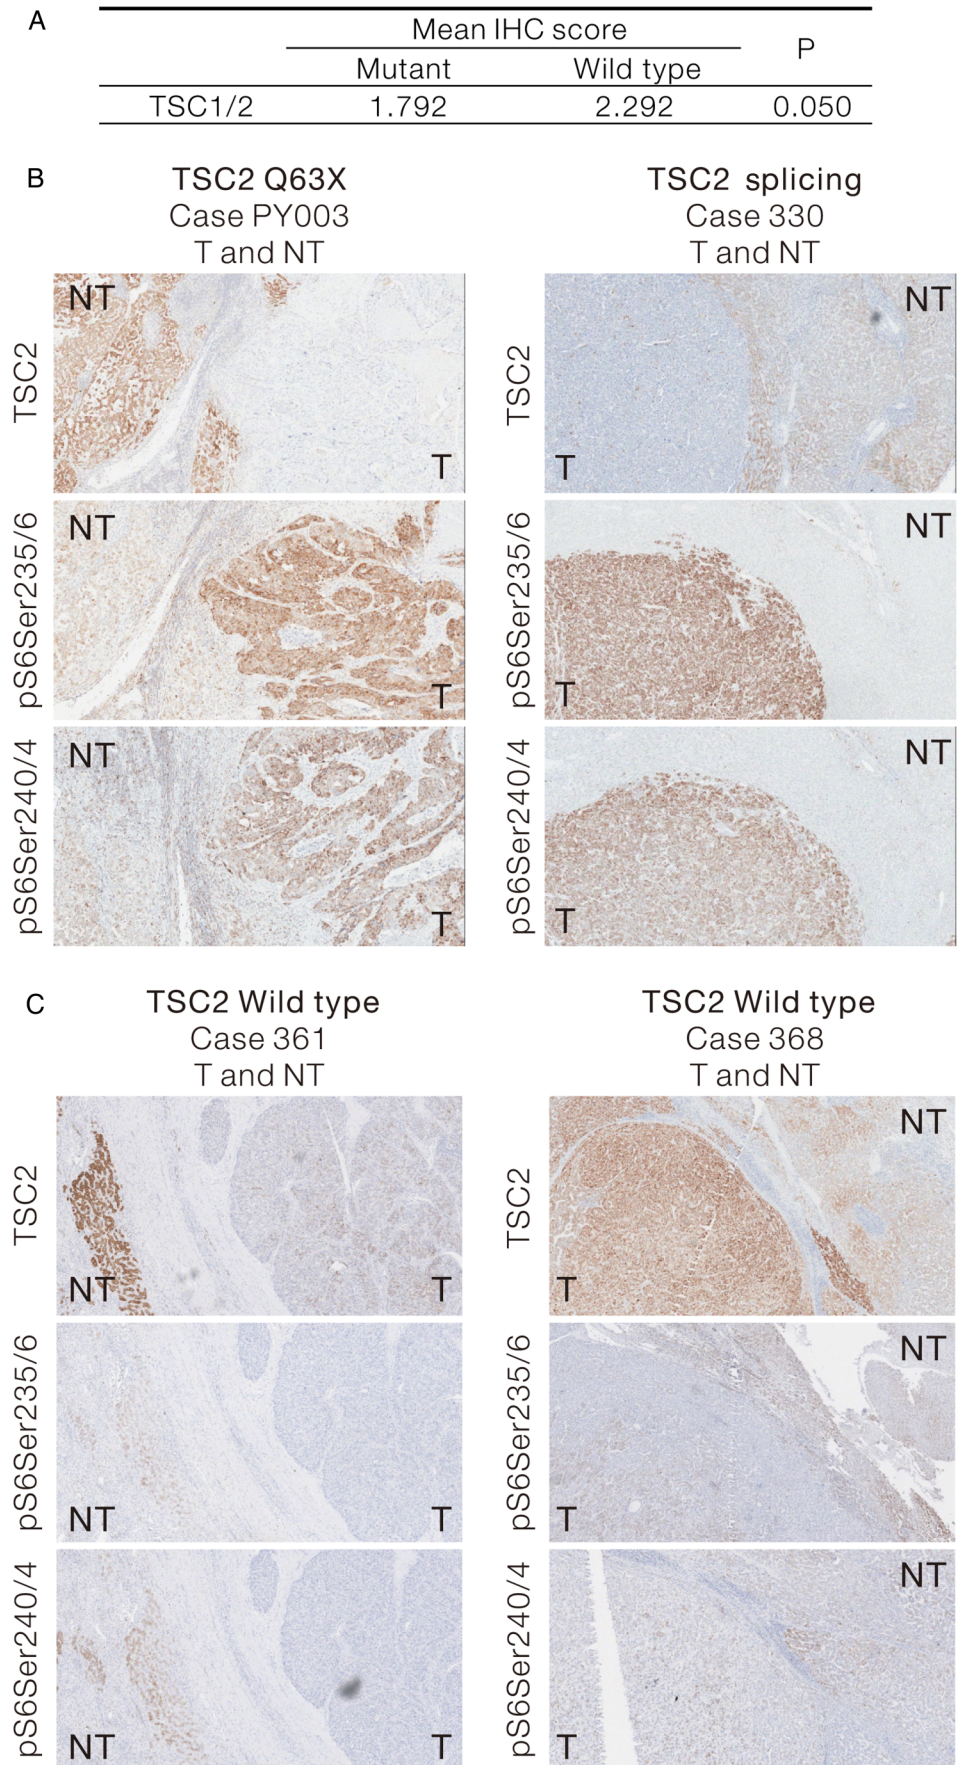 A
Mean IHC score
P
Mutant Wild type
TSC1/2 1.792 2.292 0.050
B
TSC2 Q63X
Case PY003
T and NT
TSC2 splicing
Case 330
T and NT
TSC2
NT
T
TSC2
NT
T
pS6Ser235/6
NT
T
pS6Ser235/6
NT
T
pS6Ser240/4
NT
T
pS6Ser240/4
NT
T
C
TSC2 Wild type
Case 361
T and NT
TSC2 Wild type
Case 368
T and NT
TSC2
NT
T
TSC2
NT
T
pS6Ser235/6
NT
T
pS6Ser235/6
NT
T
pS6Ser240/4
NT
T
pS6Ser240/4
NT
T